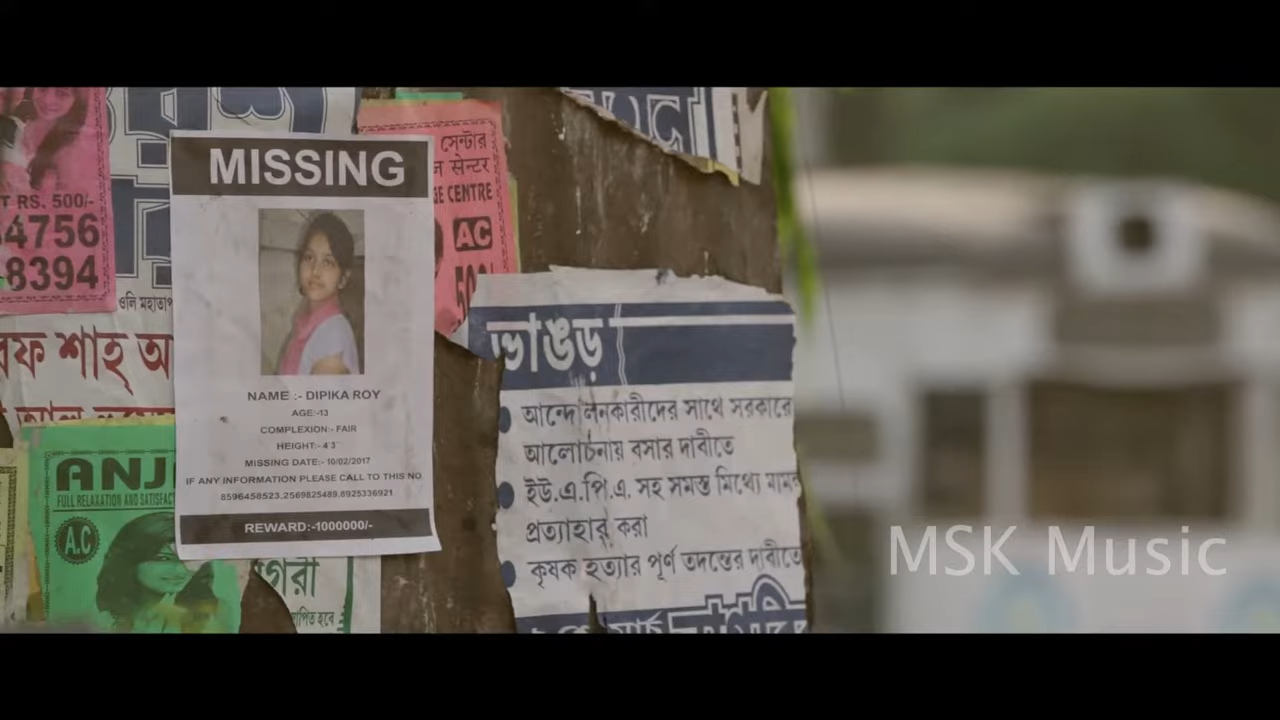 MISSING
NAME :- DIPIKA ROY
AGE:-13
COMPLEXION:- FAIR
HEIGHT:- 4'3
MISSING DATE:- 10/02/2017
IF ANY INFORMATION PLEASE CALL TO THIS NO
8596458523,2569825489,8925336921
REWARD:-1000000/-
T RS. 500/-
4756
8394
শাহ্
ANJ
FULL RELAXATION AND
A.C
সেন্টার
सेन्टर
CENTRE
AC
ভাঙড়
আন্দোলনকারীদের সাথে সরকারে
আলোচনায় বসার দাবীতে
ইউ.এ.পি.এ. সহ সমস্ত মিথ্যে
প্রত্যাহার করা
কৃষক হত্যার পূর্ণ তদন্তের দাবীতে
MSK Music